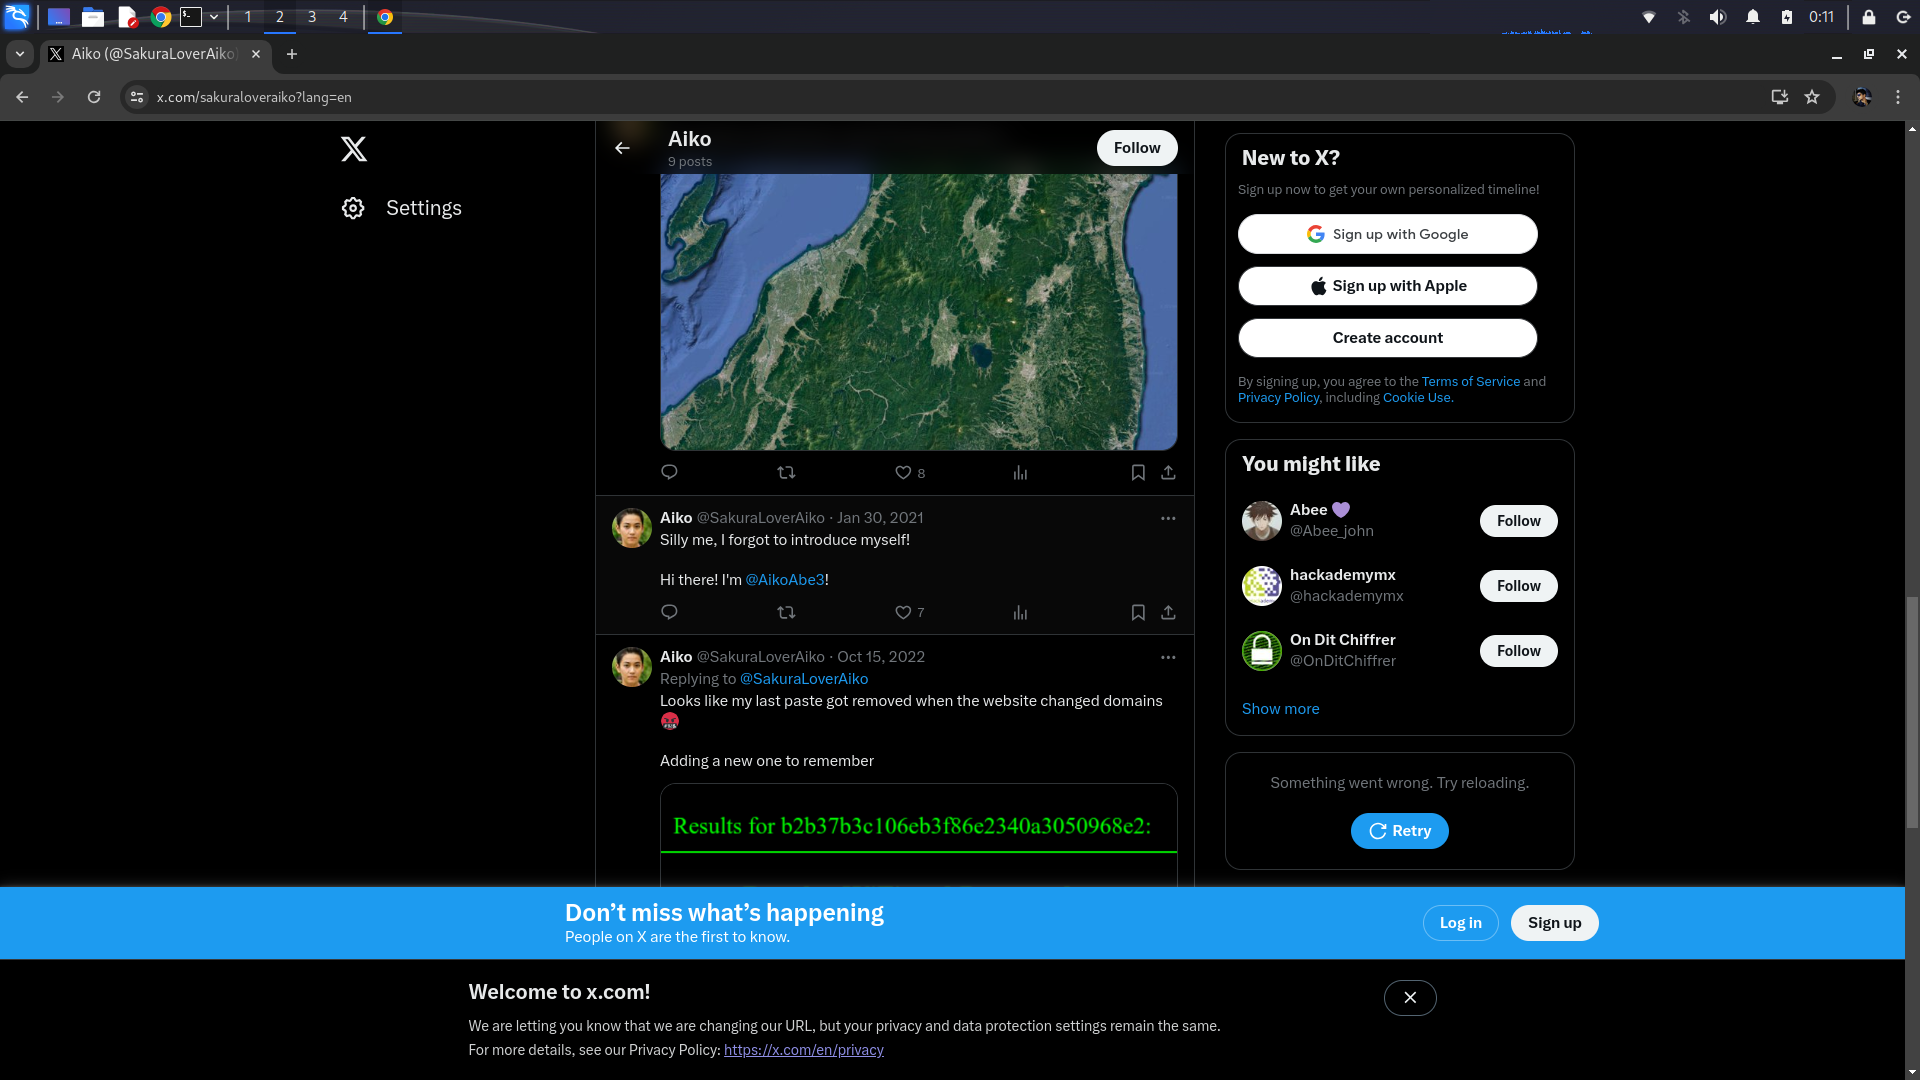 1 2 3 4
0:11
Aiko (@SakuraLoverAiko)
x.com/sakuraloveraiko?lang=en
Settings
Aiko
9 posts
Follow
8
Aiko @SakuraLoverAiko · Jan 30, 2021
Silly me, I forgot to introduce myself!
Hi there! I'm @AikoAbe3!
7
Aiko @SakuraLoverAiko · Oct 15, 2022
Replying to @SakuraLoverAiko
Looks like my last paste got removed when the website changed domains
Adding a new one to remember
Results for b2b37b3c106eb3f86e2340a3050968e2:
New to X?
Sign up now to get your own personalized timeline!
Sign up with Google
Sign up with Apple
Create account
By signing up, you agree to the Terms of Service and
Privacy Policy, including Cookie Use.
You might like
Abee
@Abee_john
Follow
hackademymx
@hackademymx
Follow
On Dit Chiffrer
@OnDitChiffrer
Follow
Show more
Something went wrong. Try reloading.
Retry
Don’t miss what’s happening
People on X are the first to know.
Log in
Sign up
Welcome to x.com!
We are letting you know that we are changing our URL, but your privacy and data protection settings remain the same.
For more details, see our Privacy Policy: https://x.com/en/privacy